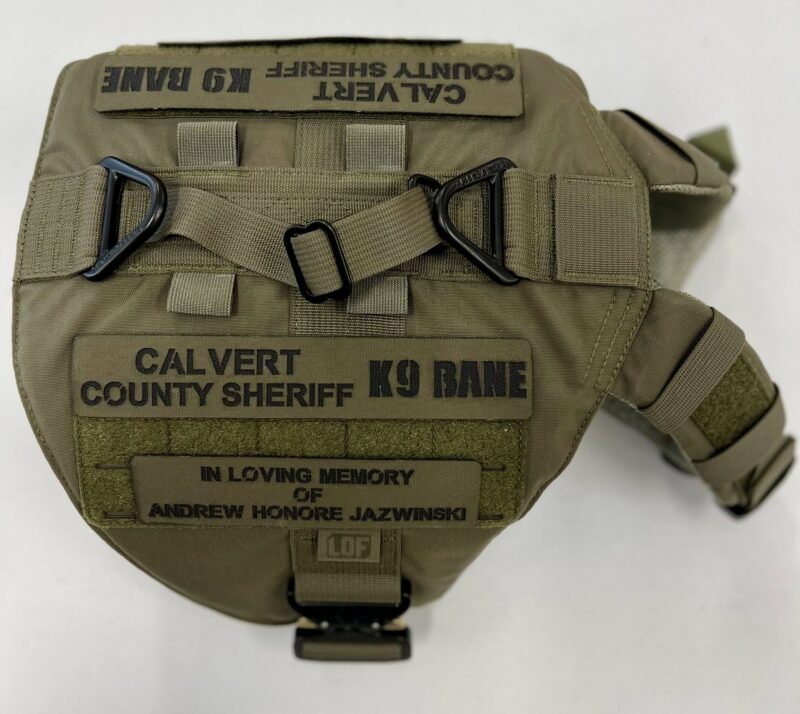 CALVERT
COUNTY SHERIFF
K9 BANE
CALVERT
COUNTY SHERIFF
K9 BANE
IN LOVING MEMORY
OF
ANDREW HONORE JAZWINSKI
LOF